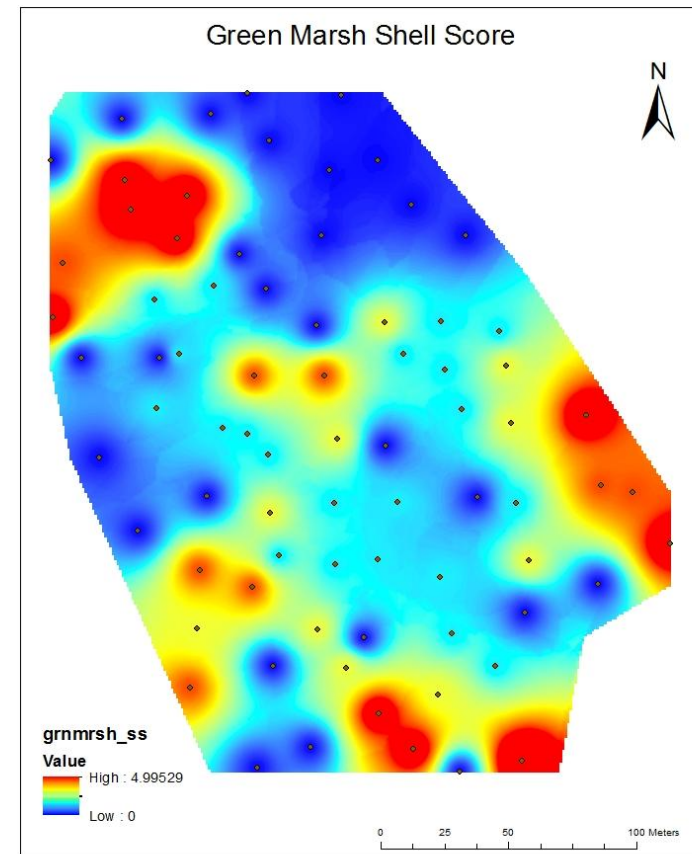 Green Marsh Shell Score
N
grnmrsh_ss
Value
High : 4.99529
Low : 0
0 25 50 100 Meters